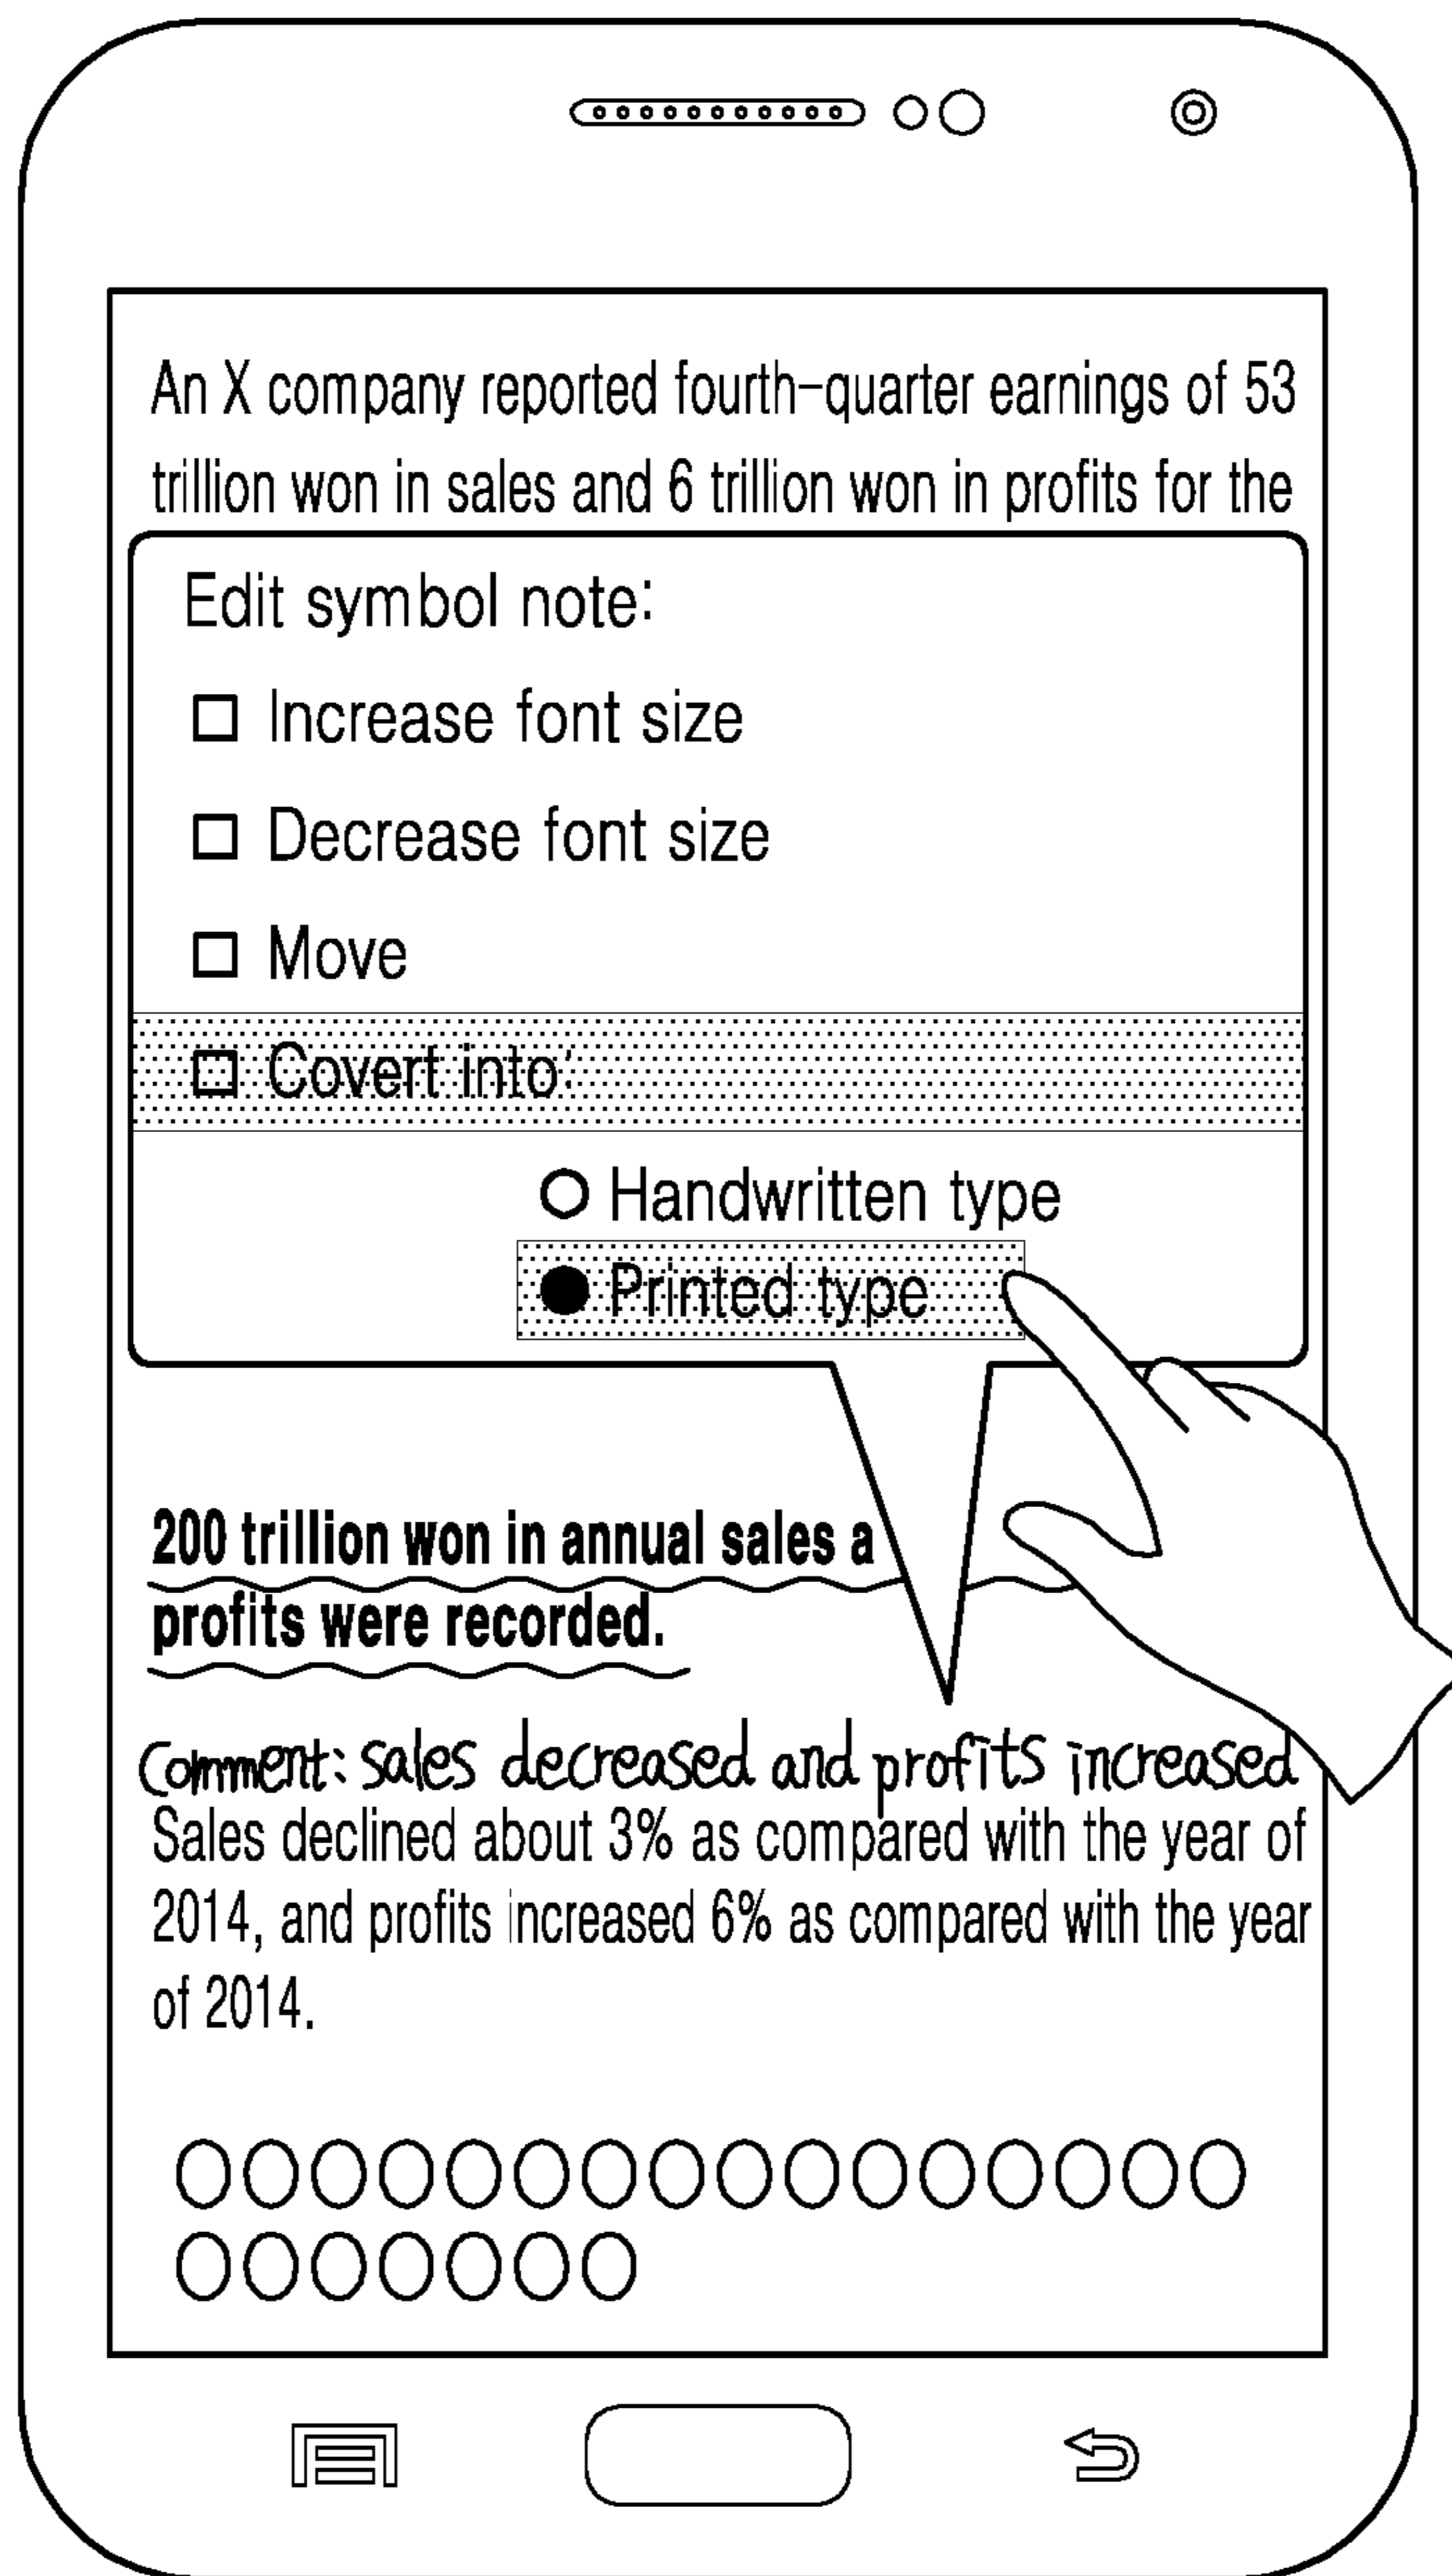 An X company reported fourth-quarter earnings of 53
trillion won in sales and 6 trillion won in profits for the
Edit symbol note:
Increase font size
Decrease font size
Move
Covert into:
Handwritten type
Printed type
200 trillion won in annual sales a
profits were recorded.
Comment: sales decreased and profits increased
Sales declined about 3% as compared with the year of
2014, and profits increased 6% as compared with the year
of 2014.